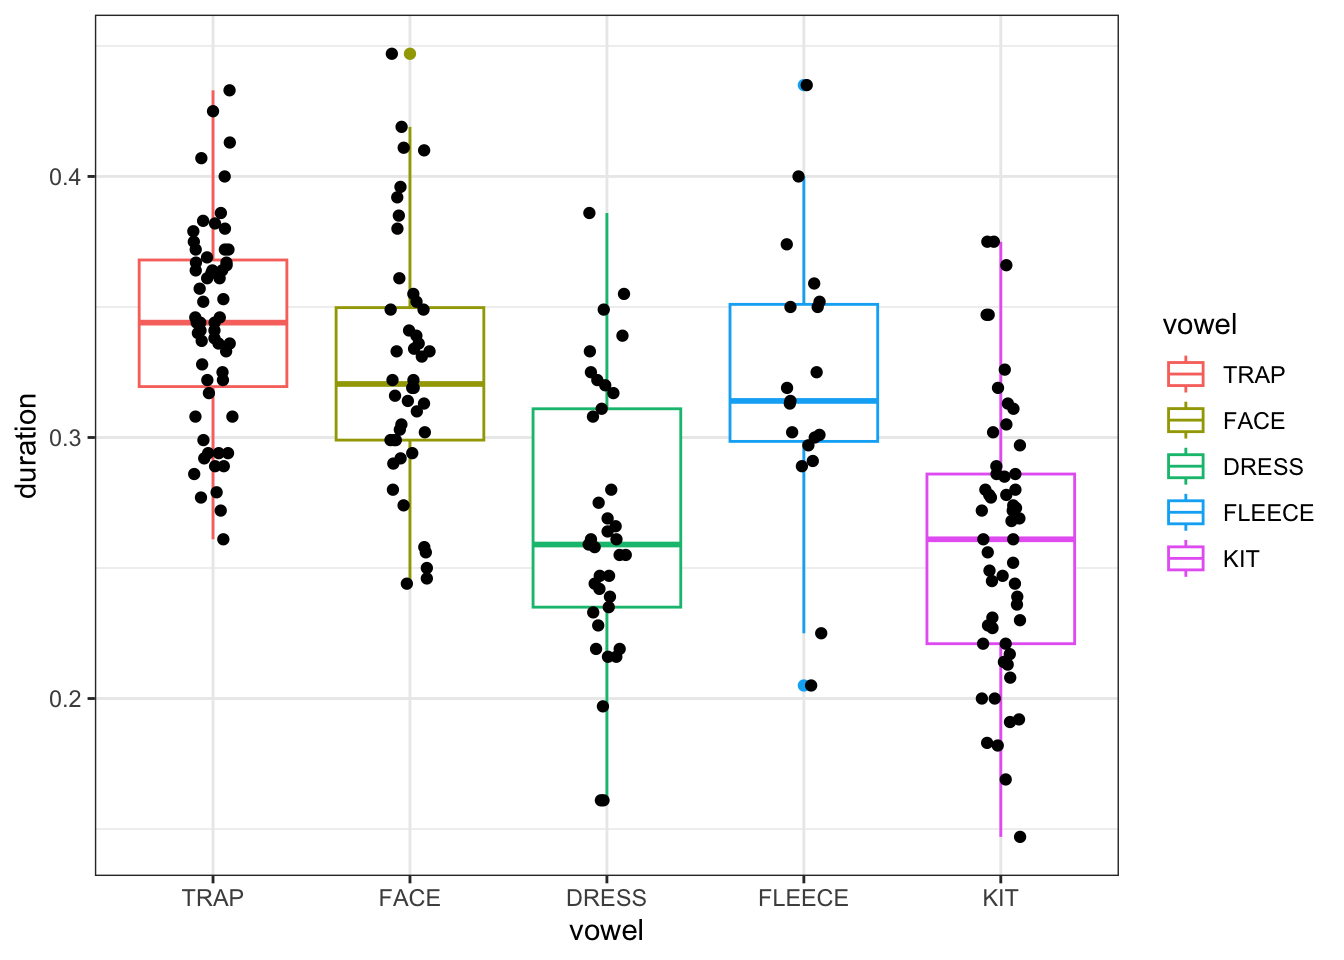 duration
0.4
0.3
0.2
TRAP FACE DRESS FLEECE KIT
vowel
vowel
TRAP
FACE
DRESS
FLEECE
KIT